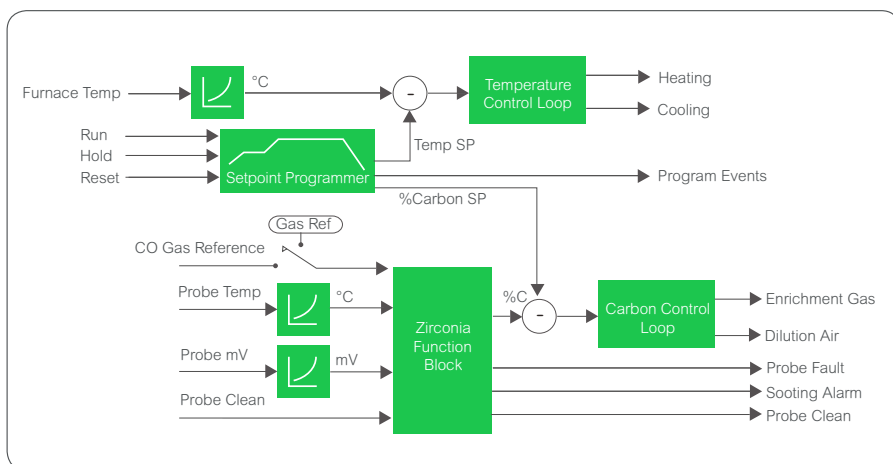 Furnace Temp
°C
-
Temperature
Control Loop
Heating
Cooling
Run
Hold
Reset
Setpoint Programmer
Temp SP
Program Events
%Carbon SP
Gas Ref
CO Gas Reference
Probe Temp
°C
Probe mV
mV
Probe Clean
Zirconia
Function
Block
%C
-
Carbon Control
Loop
Enrichment Gas
Dilution Air
Probe Fault
Sooting Alarm
Probe Clean